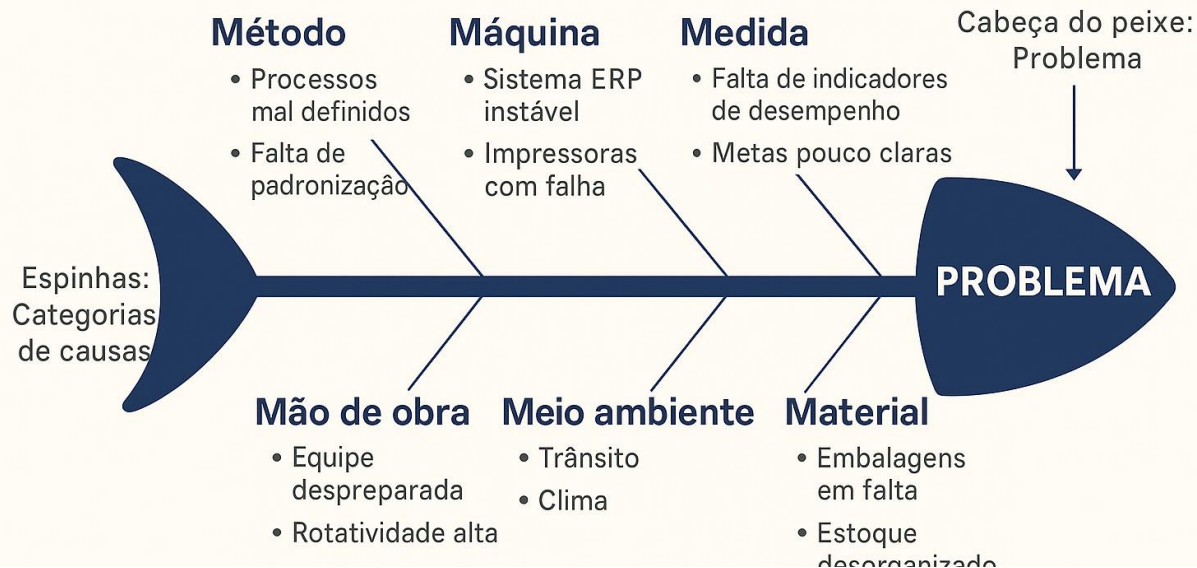 Método
• Processos
mal definidos
• Falta de
padronização
Máquina
• Sistema ERP
instável
• Impressoras
com falha
Medida
• Falta de indicadores
de desempenho
• Metas pouco claras
Cabeça do peixe:
Problema
Espinhas:
Categorias
de causas
PROBLEMA
Mão de obra
• Equipe
despreparada
• Rotatividade alta
Meio ambiente
• Trânsito
• Clima
Material
• Embalagens
em falta
• Estoque
desorganizado